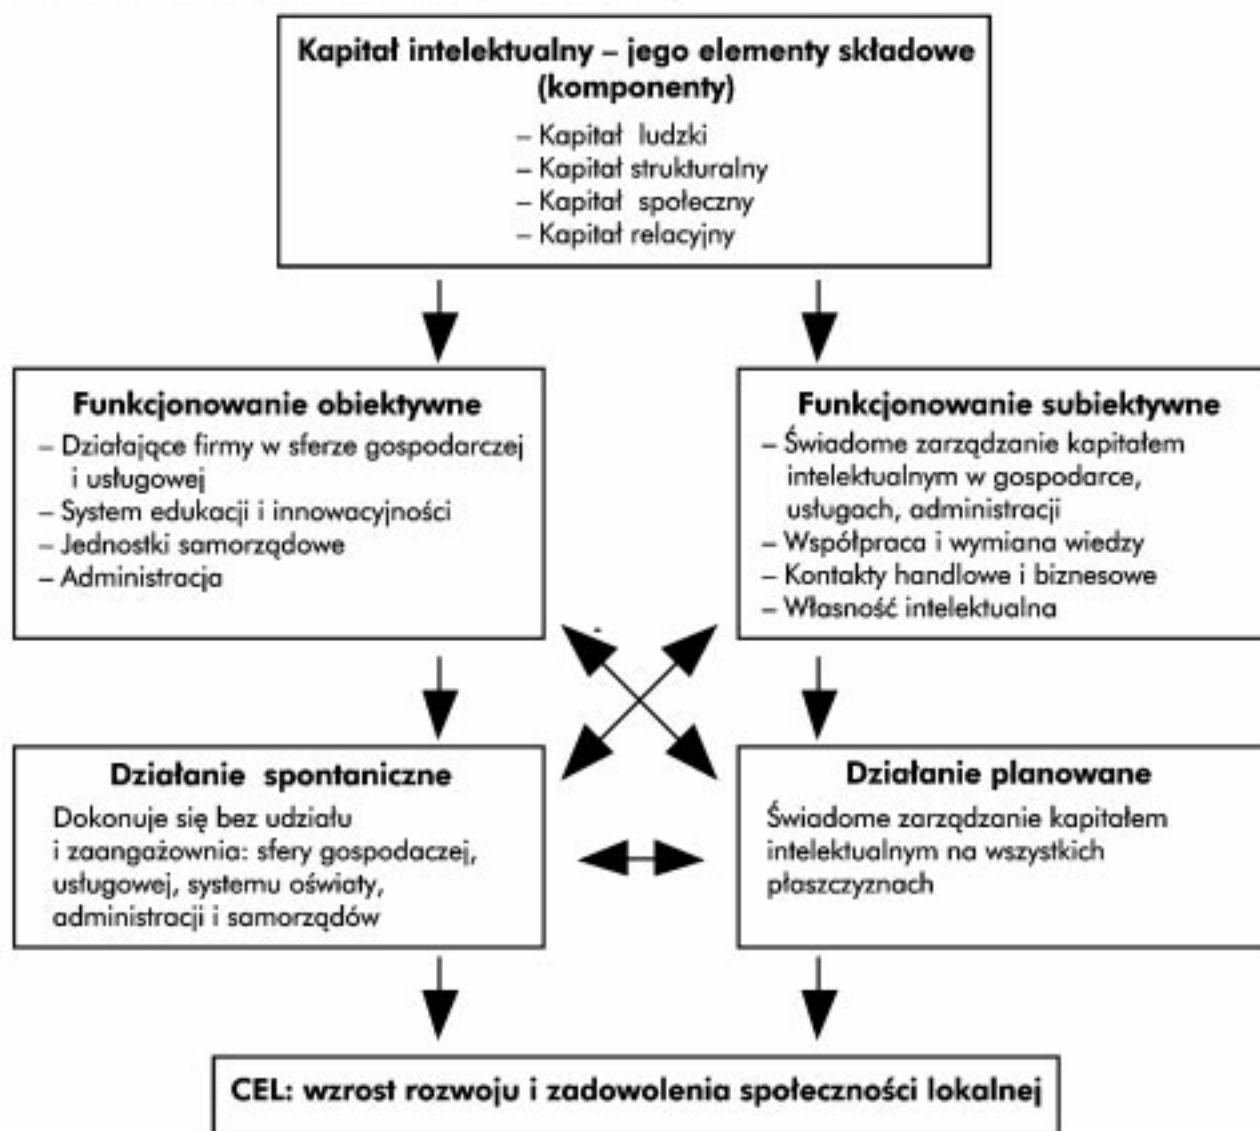 Kapitał intelektualny – jego elementy składowe
(komponenty)
– Kapitał ludzki
– Kapitał strukturalny
– Kapitał społeczny
– Kapitał relacyjny
Funkcjonowanie obiektywne
– Działające firmy w sferze gospodarczej
i usługowej
– System edukacji i innowacyjności
– Jednostki samorządowe
– Administracja
Funkcjonowanie subiektywne
– Świadome zarządzanie kapitałem
intelektualnym w gospodarce,
usługach, administracji
– Współpraca i wymiana wiedzy
– Kontakty handlowe i biznesowe
– Własność intelektualna
Działanie spontaniczne
Dokonuje się bez udziału
i zaangażownia: sfery gospodaczej,
usługowej, systemu oświaty,
administracji i samorządów
Działanie planowane
Świadome zarządzanie kapitałem
intelektualnym na wszystkich
płaszczyznach
CEL: wzrost rozwoju i zadowolenia społeczności lokalnej